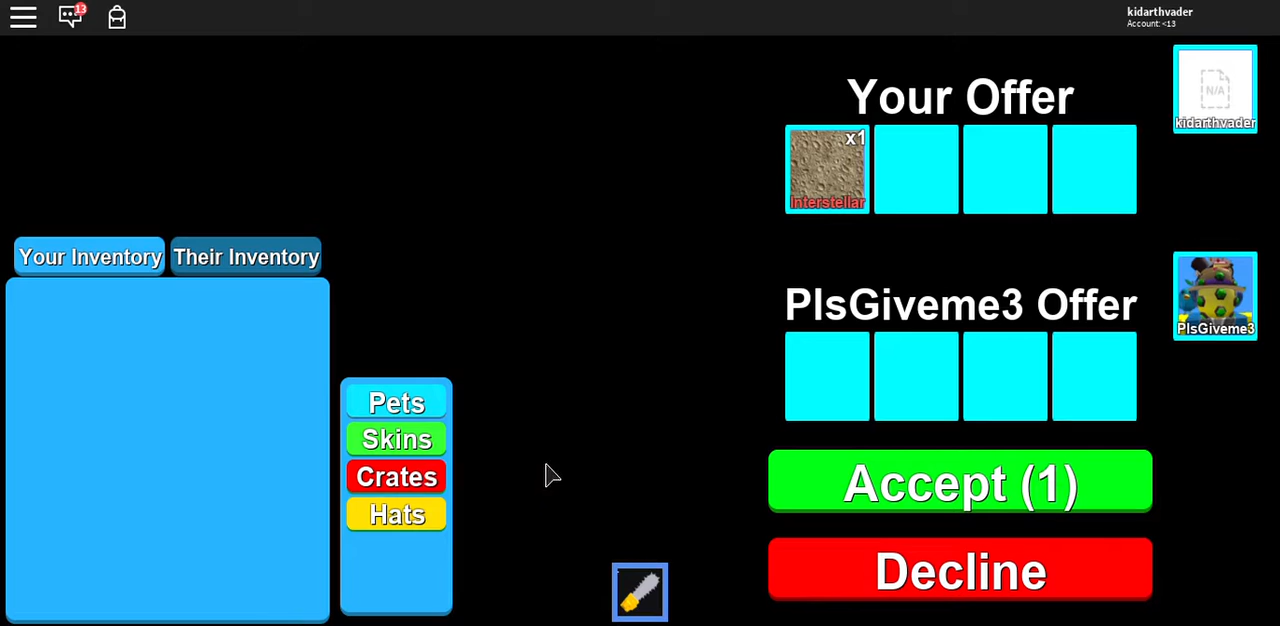 13
kidarthvader
Account: <13
Your Offer
x1
Interstellar
N/A
kidarthvader
Your Inventory
Their Inventory
PlsGiveme3 Offer
PlsGiveme3
Pets
Skins
Crates
Hats
Accept (1)
Decline